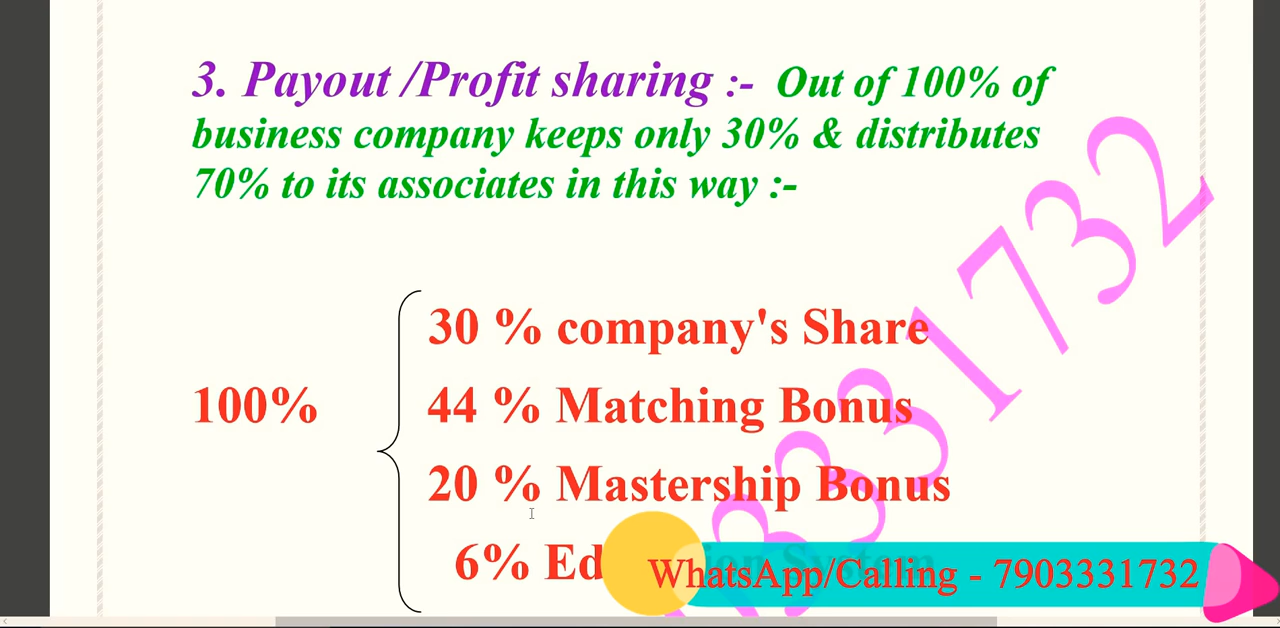 3. Payout /Profit sharing :- Out of 100% of
business company keeps only 30% & distributes
70% to its associates in this way :-
30 % company's Share
100%
44 % Matching Bonus
20 % Mastership Bonus
6%
WhatsApp/Calling - 7903331732